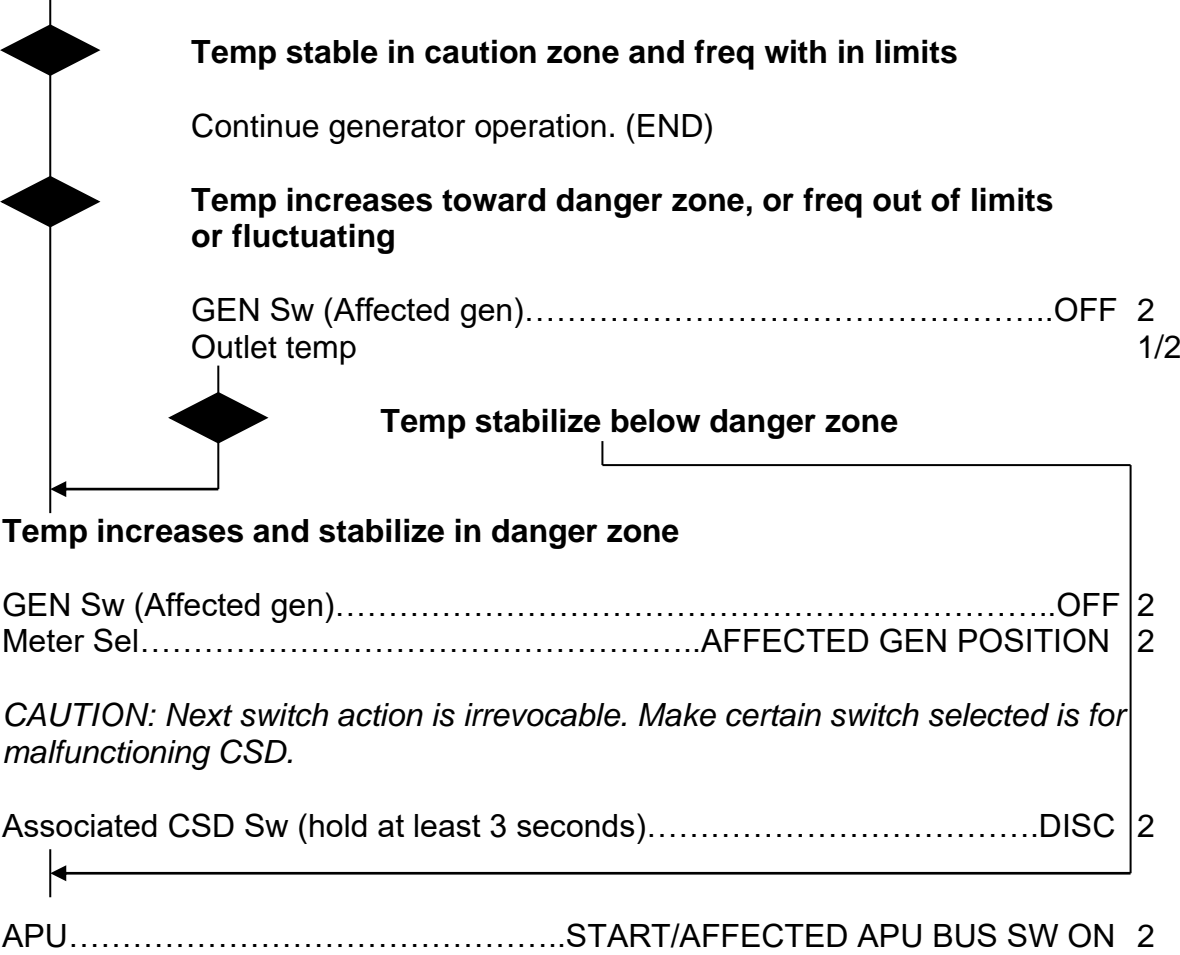 Temp stable in caution zone and freq with in limits
Continue generator operation. (END)
Temp increases toward danger zone, or freq out of limits
or fluctuating
GEN Sw (Affected gen)…………………………………………..OFF 2
Outlet temp 1/2
Temp stabilize below danger zone
Temp increases and stabilize in danger zone
GEN Sw (Affected gen)…………………………………………………………..OFF 2
Meter Sel……………………………………………..AFFECTED GEN POSITION 2
CAUTION: Next switch action is irrevocable. Make certain switch selected is for
malfunctioning CSD.
Associated CSD Sw (hold at least 3 seconds)……………………………….DISC 2
APU………………………………………..START/AFFECTED APU BUS SW ON 2